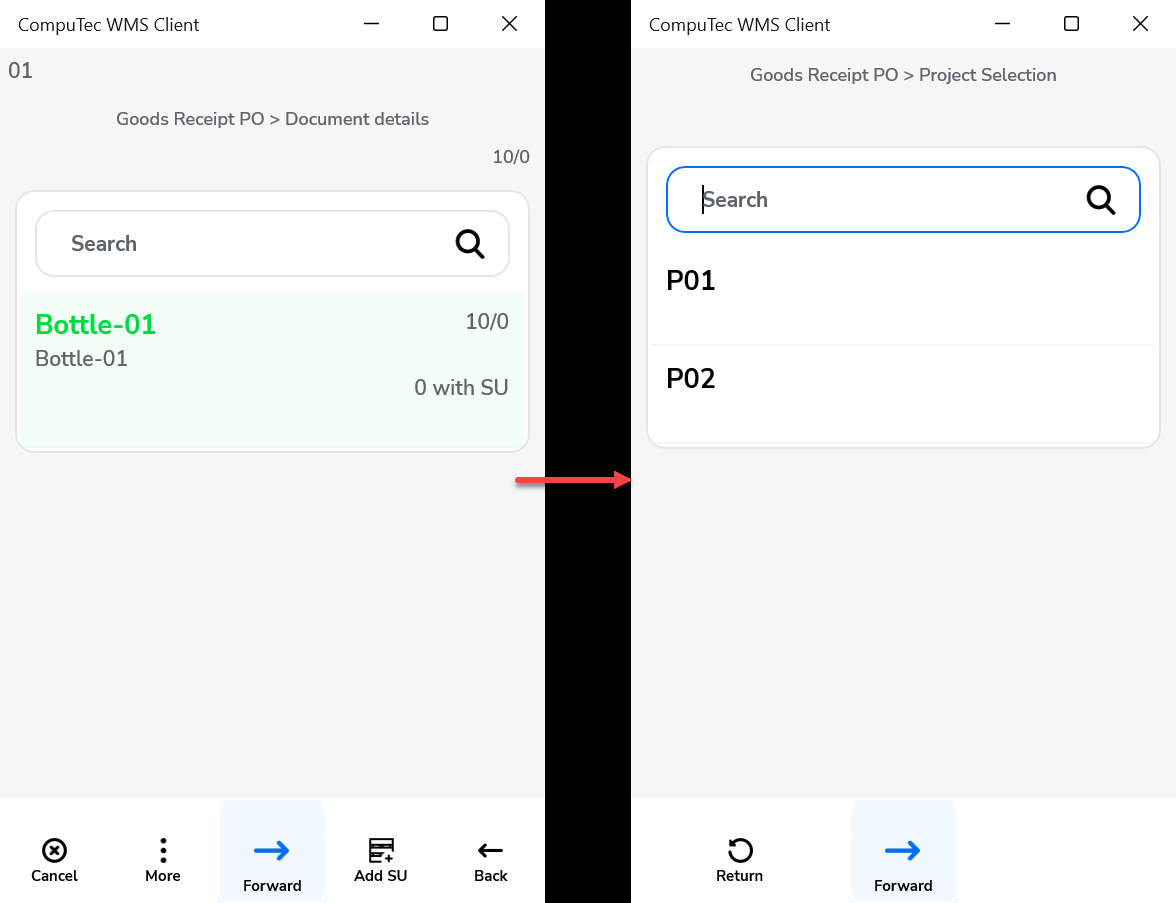 CompuTec WMS Client
01
Goods Receipt PO > Document details
10/0
Search
Bottle-01
10/0
Bottle-01
0 with SU
Cancel
More
Forward
Add SU
Back
CompuTec WMS Client
Goods Receipt PO > Project Selection
Search
P01
P02
Return
Forward